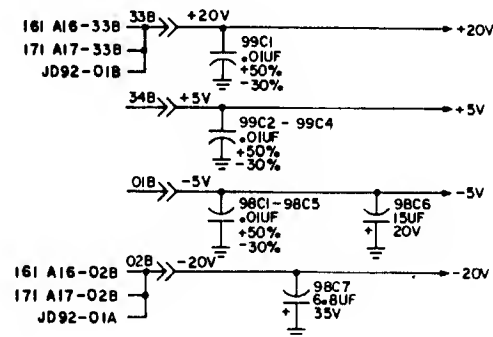 33B +20V
161 A16-33B
171 A17-33B
JD92-01B
+20V
99C1
.01UF
+50%
-30%
34B +5V
+5V
99C2 - 99C4
.01UF
+50%
-30%
01B -5V
-5V
98C1-98C5
.01UF
+50%
-30%
98C6
15UF
20V
+
02B -20V
161 A16-02B
171 A17-02B
JD92-01A
-20V
98C7
6.8UF
35V
+